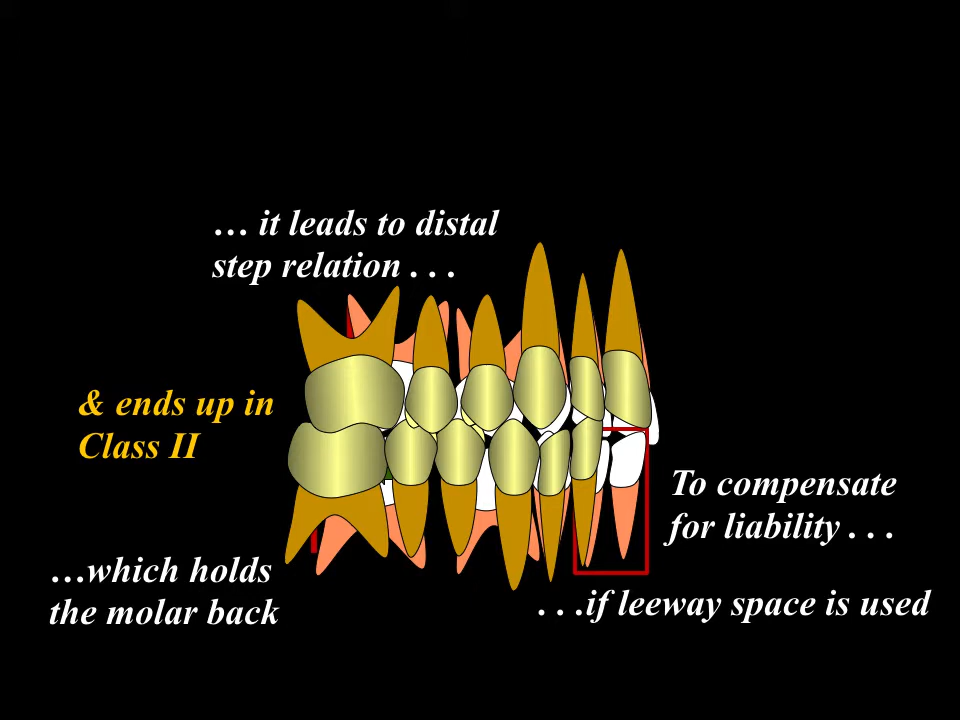 … it leads to distal
step relation . . .
& ends up in
Class II
To compensate
for liability . . .
…which holds
the molar back
. . .if leeway space is used